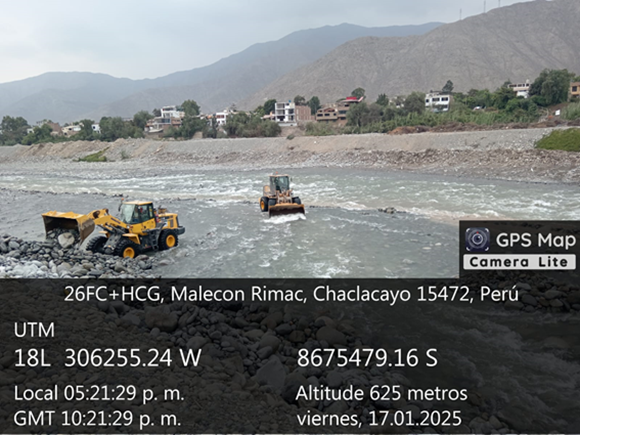 GPS Map
Camera Lite
26FC+HCG, Malecon Rimac, Chaclacayo 15472, Perú
UTM
18L 306255.24 W 8675479.16 S
Local 05:21:29 p. m. Altitude 625 metros
GMT 10:21:29 p. m. viernes, 17.01.2025